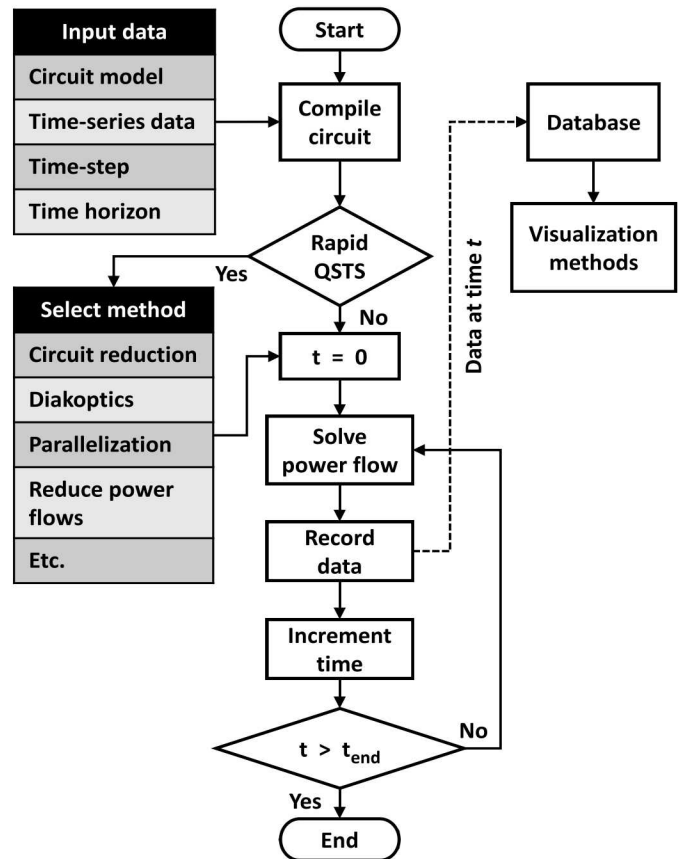 Input data
Circuit model
Time-series data
Time-step
Time horizon
Start
Compile
circuit
Database
Visualization
methods
Rapid
QSTS
Yes
No
Select method
Circuit reduction
Diakoptics
Parallelization
Reduce power
flows
Etc.
t = 0
Solve
power flow
Record
data
Data at time t
Increment
time
t > tend
No
Yes
End